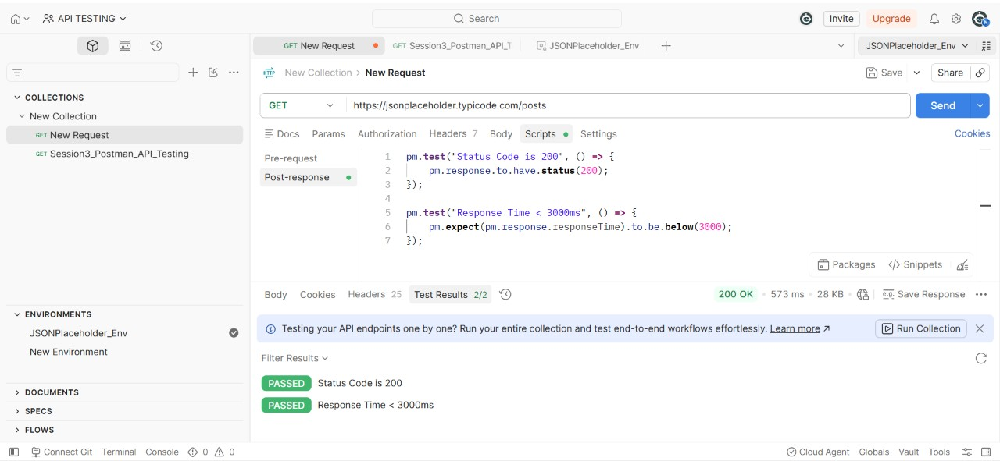 API TESTING
Search
Invite
Upgrade
N
GET New Request
GET Session3_Postman_API_T
JSONPlaceholder_Env
JSONPlaceholder_Env
HTTP New Collection > New Request
Save
Share
COLLECTIONS
New Collection
GET New Request
GET Session3_Postman_API_Testing
GET
https://jsonplaceholder.typicode.com/posts
Send
Docs
Params
Authorization
Headers 7
Body
Scripts
Settings
Cookies
Pre-request
Post-response
1 pm.test("Status Code is 200", () => {
2 pm.response.to.have.status(200);
3 });
4
5 pm.test("Response Time < 3000ms", () => {
6 pm.expect(pm.response.responseTime).to.be.below(3000);
7 });
Packages
</> Snippets
Body
Cookies
Headers 25
Test Results 2/2
200 OK • 573 ms • 28 KB
e.g. Save Response
Testing your API endpoints one by one? Run your entire collection and test end-to-end workflows effortlessly. Learn more ↗
Run Collection
Filter Results
PASSED Status Code is 200
PASSED Response Time < 3000ms
ENVIRONMENTS
JSONPlaceholder_Env
New Environment
DOCUMENTS
SPECS
FLOWS
Connect Git
Terminal
Console
0
0
Cloud Agent
Globals
Vault
Tools